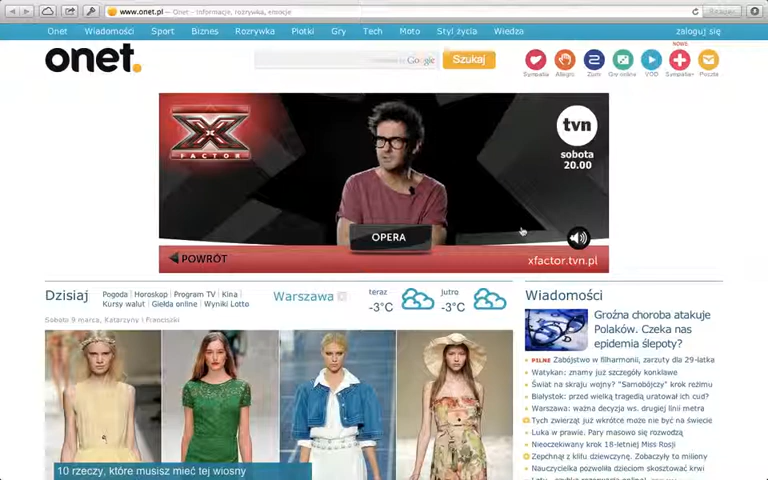 www.onet.pl — Onet - Informacje, rozrywka, emocje
Onet Wiadomości Sport Biznes Rozrywka Plotki Gry Tech Moto Styl życia Wiedza zaloguj się
onet.
Google
Szukaj
NOWE
Sympatia Allegro Zumi Gry online VOD Sympatia+ Poczta
X FACTOR
tvn
sobota
20.00
OPERA
POWRÓT
xfactor.tvn.pl
Dzisiaj
Pogoda | Horoskop | Program TV | Kina |
Kursy walut | Giełda online | Wyniki Lotto
Warszawa
teraz
-3°C
jutro
-3°C
Sobota 9 marca, Katarzyny i Franciszki
10 rzeczy, które musisz mieć tej wiosny
Wiadomości
Groźna choroba atakuje
Polaków. Czeka nas
epidemia ślepoty?
PILNE Zabójstwo w filharmonii, zarzuty dla 29-latka
Watykan: znamy już szczegóły konklawe
Świat na skraju wojny? "Samobójczy" krok reżimu
Białystok: przed wielką tragedią uratował ich cud?
Warszawa: ważna decyzja ws. drugiej linii metra
Tych zwierząt już wkrótce może nie być na świecie
Luka w prawie. Pary masowo się rozwodzą
Nieoczekiwany krok 18-letniej Miss Rosji
Zepchnął z klifu dziewczynę. Zobaczyły to miliony
Nauczycielka pozwoliła dzieciom skosztować krwi